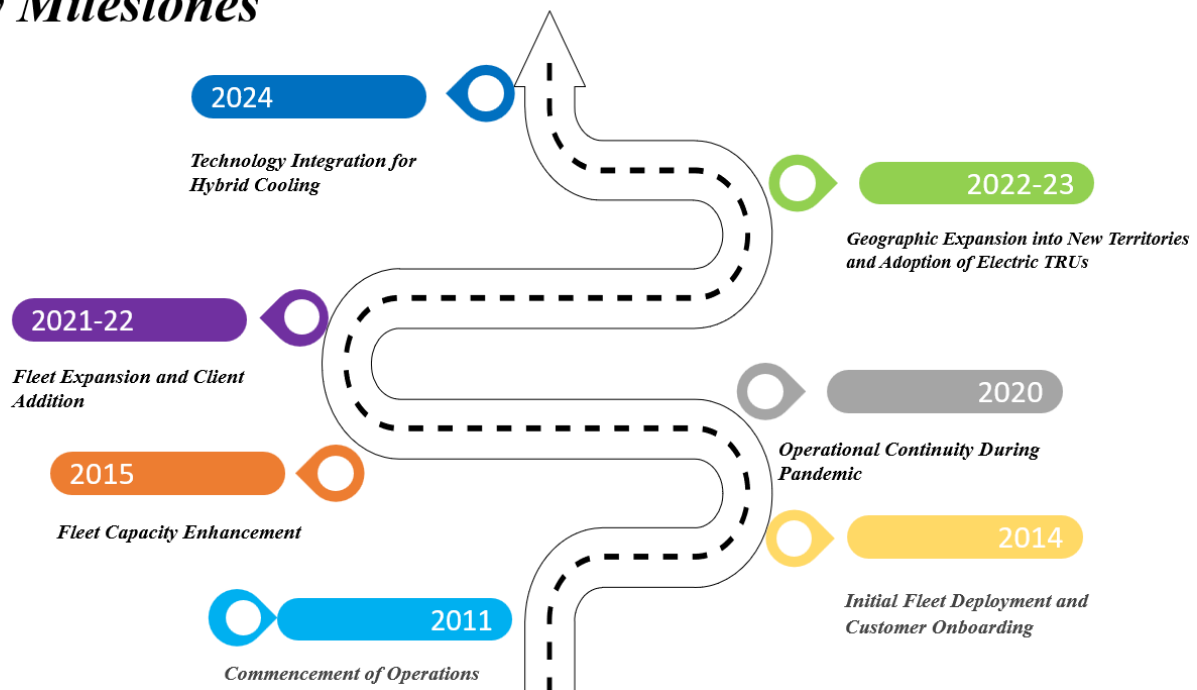 Milestones
2024
Technology Integration for
Hybrid Cooling
2022-23
Geographic Expansion into New Territories
and Adoption of Electric TRUs
2021-22
Fleet Expansion and Client
Addition
2020
Operational Continuity During
Pandemic
2015
Fleet Capacity Enhancement
2014
Initial Fleet Deployment and
Customer Onboarding
2011
Commencement of Operations